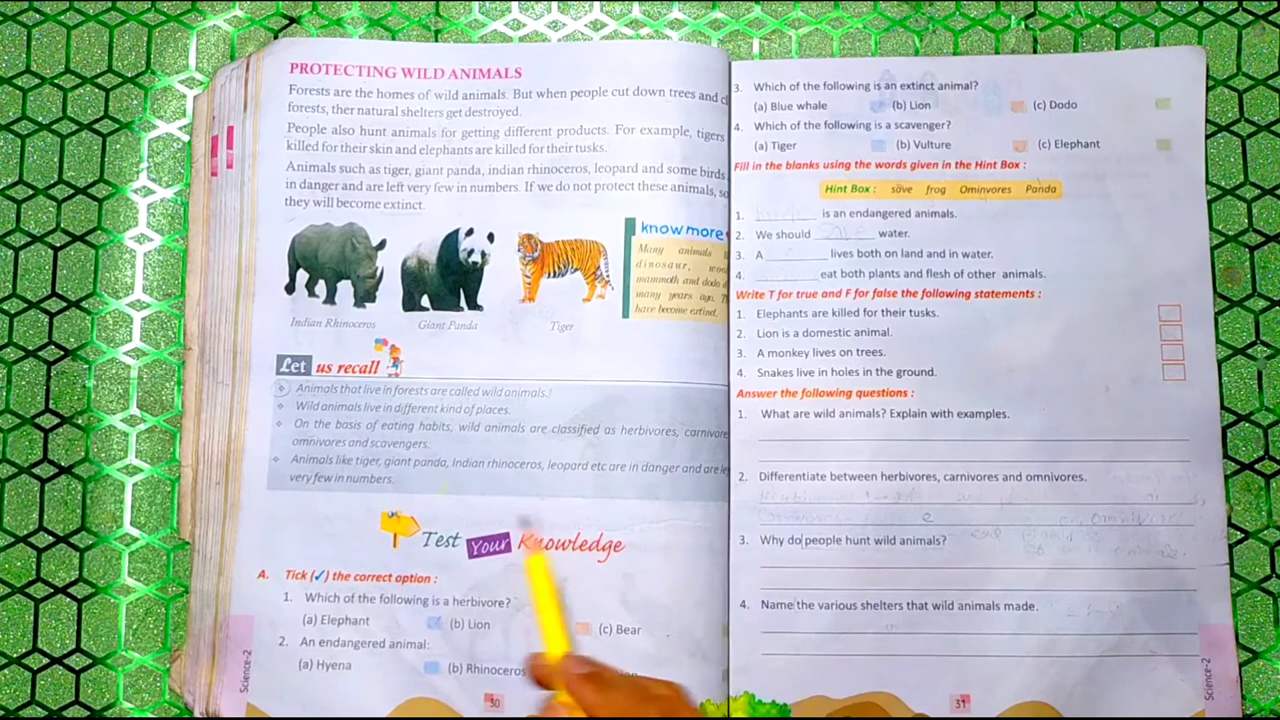 PROTECTING WILD ANIMALS
Forests are the homes of wild animals. But when people cut down trees and
forests, ther natural shelters get destroyed.
People also hunt animals for getting different products. For example, tigers
killed for their skin and elephants are killed for their tusks.
Animals such as tiger, giant panda, indian rhinoceros, leopard and some birds
in danger and are left very few in numbers. If we do not protect these animals,
they will become extinct.
know more
Many animals
dinosaur,
mammoth and dodo
many years ago.
have become extinct.
Indian Rhinoceros
Giant Panda
Tiger
Let us recall
Animals that live in forests are called wild animals.
Wild animals live in different kind of places.
On the basis of eating habits, wild animals are classified as herbivores, carnivore
omnivores and scavengers.
Animals like tiger, giant panda, Indian rhinoceros, leopard etc are in danger and are
very few in numbers.
Test Your Knowledge
A. Tick (✓) the correct option :
1. Which of the following is a herbivore?
(a) Elephant (b) Lion (c) Bear
2. An endangered animal:
(a) Hyena (b) Rhinoceros
Science-2
30
3. Which of the following is an extinct animal?
(a) Blue whale (b) Lion (c) Dodo
4. Which of the following is a scavenger?
(a) Tiger (b) Vulture (c) Elephant
Fill in the blanks using the words given in the Hint Box :
Hint Box : save frog Ominvores Panda
1. ________ is an endangered animals.
2. We should save water.
3. A ________ lives both on land and in water.
4. ________ eat both plants and flesh of other animals.
Write T for true and F for false the following statements :
1. Elephants are killed for their tusks.
2. Lion is a domestic animal.
3. A monkey lives on trees.
4. Snakes live in holes in the ground.
Answer the following questions :
1. What are wild animals? Explain with examples.
2. Differentiate between herbivores, carnivores and omnivores.
3. Why do people hunt wild animals?
4. Name the various shelters that wild animals made.
31
Science-2